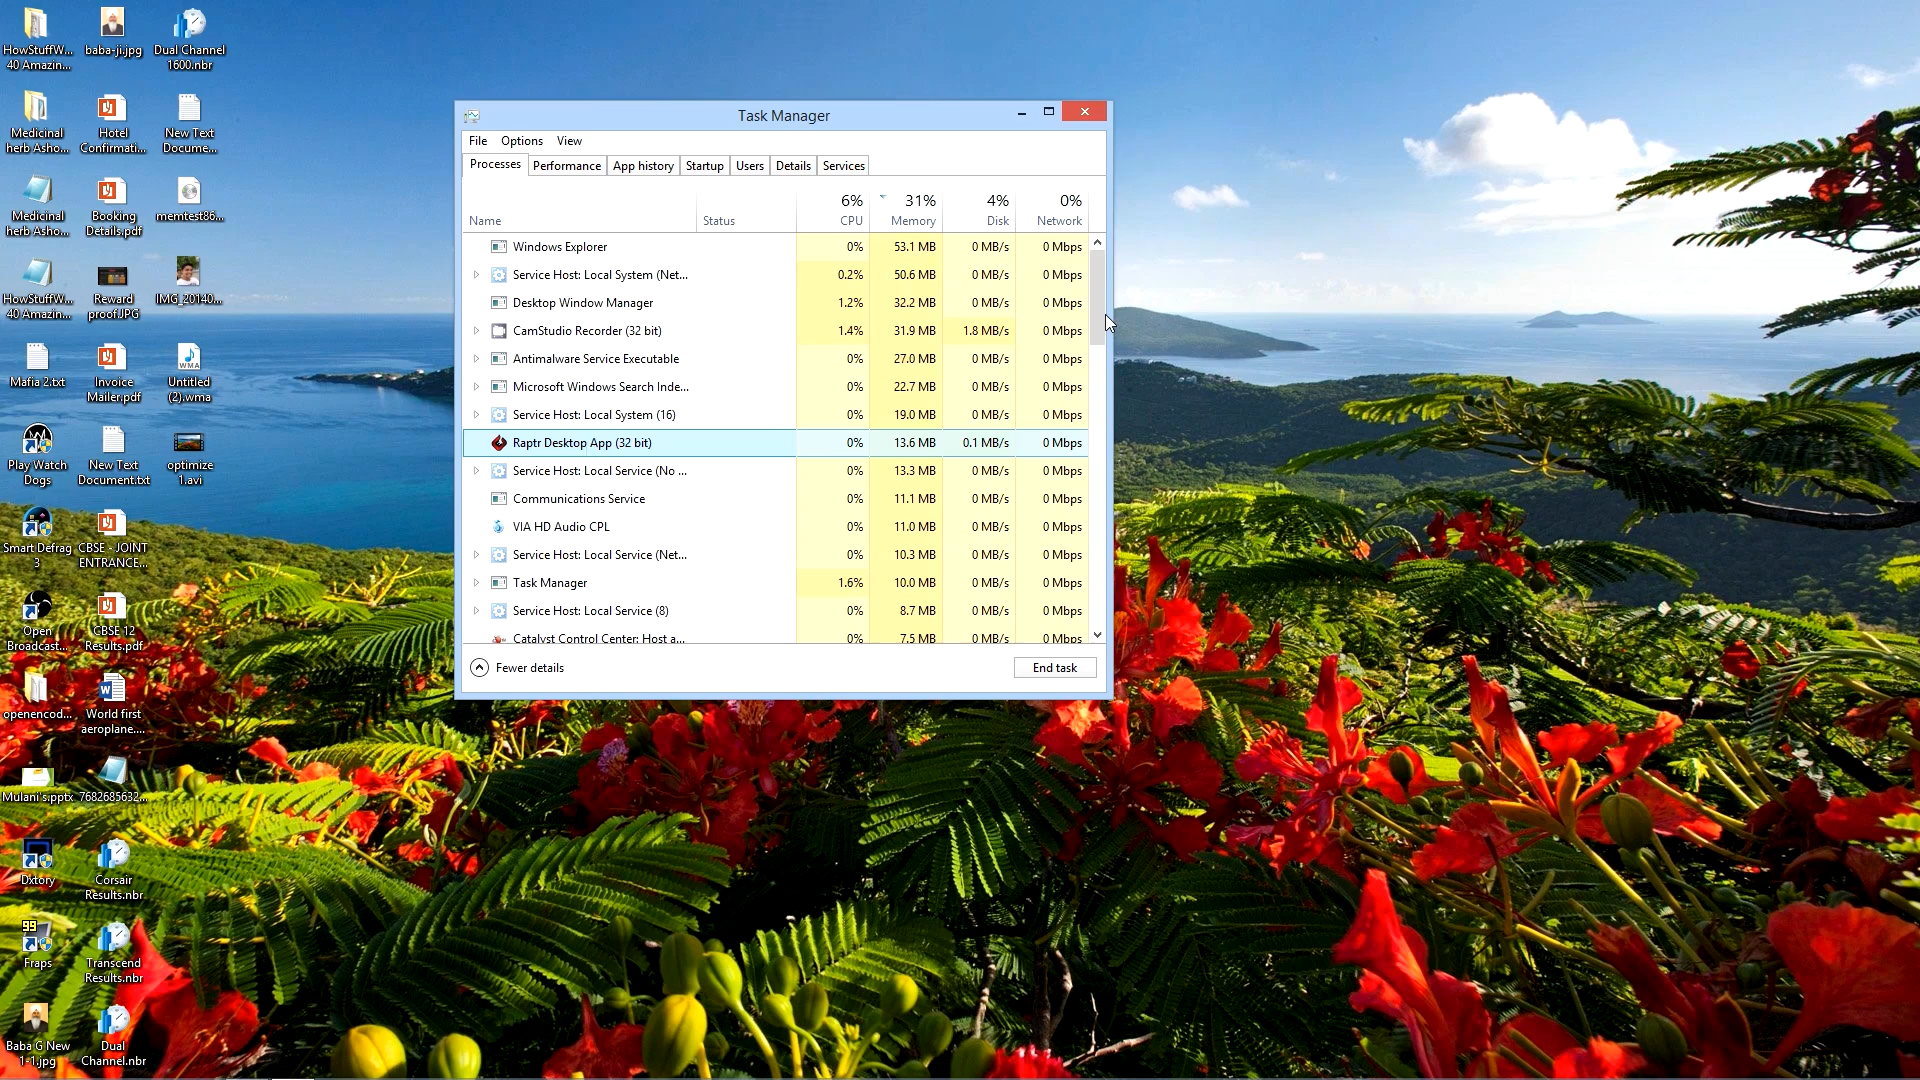 HowStuffW...
40 Amazin...
baba-ji.jpg
Dual Channel
1600.nbr
Medicinal
herb Asho...
Hotel
Confirmati...
New Text
Docume...
Medicinal
herb Asho...
Booking
Details.pdf
memtest86...
HowStuffW...
40 Amazin...
Reward
proof.JPG
IMG_20140...
Mafia 2.txt
Invoice
Mailer.pdf
WMA
Untitled
(2).wma
Play Watch
Dogs
New Text
Document.txt
optimize
1.avi
Smart Defrag
3
CBSE - JOINT
ENTRANCE...
Open
Broadcast...
CBSE 12
Results.pdf
openencod...
World first
aeroplane....
Mulani's.pptx
7682685632...
Dxtory
Corsair
Results.nbr
99
Fraps
Transcend
Results.nbr
Baba G New
1-1.jpg
Dual
Channel.nbr
Task Manager
File Options View
Processes Performance App history Startup Users Details Services
6% 31% 4% 0%
Name Status CPU Memory Disk Network
Windows Explorer 0% 53.1 MB 0 MB/s 0 Mbps
Service Host: Local System (Net... 0.2% 50.6 MB 0 MB/s 0 Mbps
Desktop Window Manager 1.2% 32.2 MB 0 MB/s 0 Mbps
CamStudio Recorder (32 bit) 1.4% 31.9 MB 1.8 MB/s 0 Mbps
Antimalware Service Executable 0% 27.0 MB 0 MB/s 0 Mbps
Microsoft Windows Search Inde... 0% 22.7 MB 0 MB/s 0 Mbps
Service Host: Local System (16) 0% 19.0 MB 0 MB/s 0 Mbps
Raptr Desktop App (32 bit) 0% 13.6 MB 0.1 MB/s 0 Mbps
Service Host: Local Service (No ... 0% 13.3 MB 0 MB/s 0 Mbps
Communications Service 0% 11.1 MB 0 MB/s 0 Mbps
VIA HD Audio CPL 0% 11.0 MB 0 MB/s 0 Mbps
Service Host: Local Service (Net... 0% 10.3 MB 0 MB/s 0 Mbps
Task Manager 1.6% 10.0 MB 0 MB/s 0 Mbps
Service Host: Local Service (8) 0% 8.7 MB 0 MB/s 0 Mbps
Catalyst Control Center: Host a... 0% 7.5 MB 0 MB/s 0 Mbps
Fewer details End task